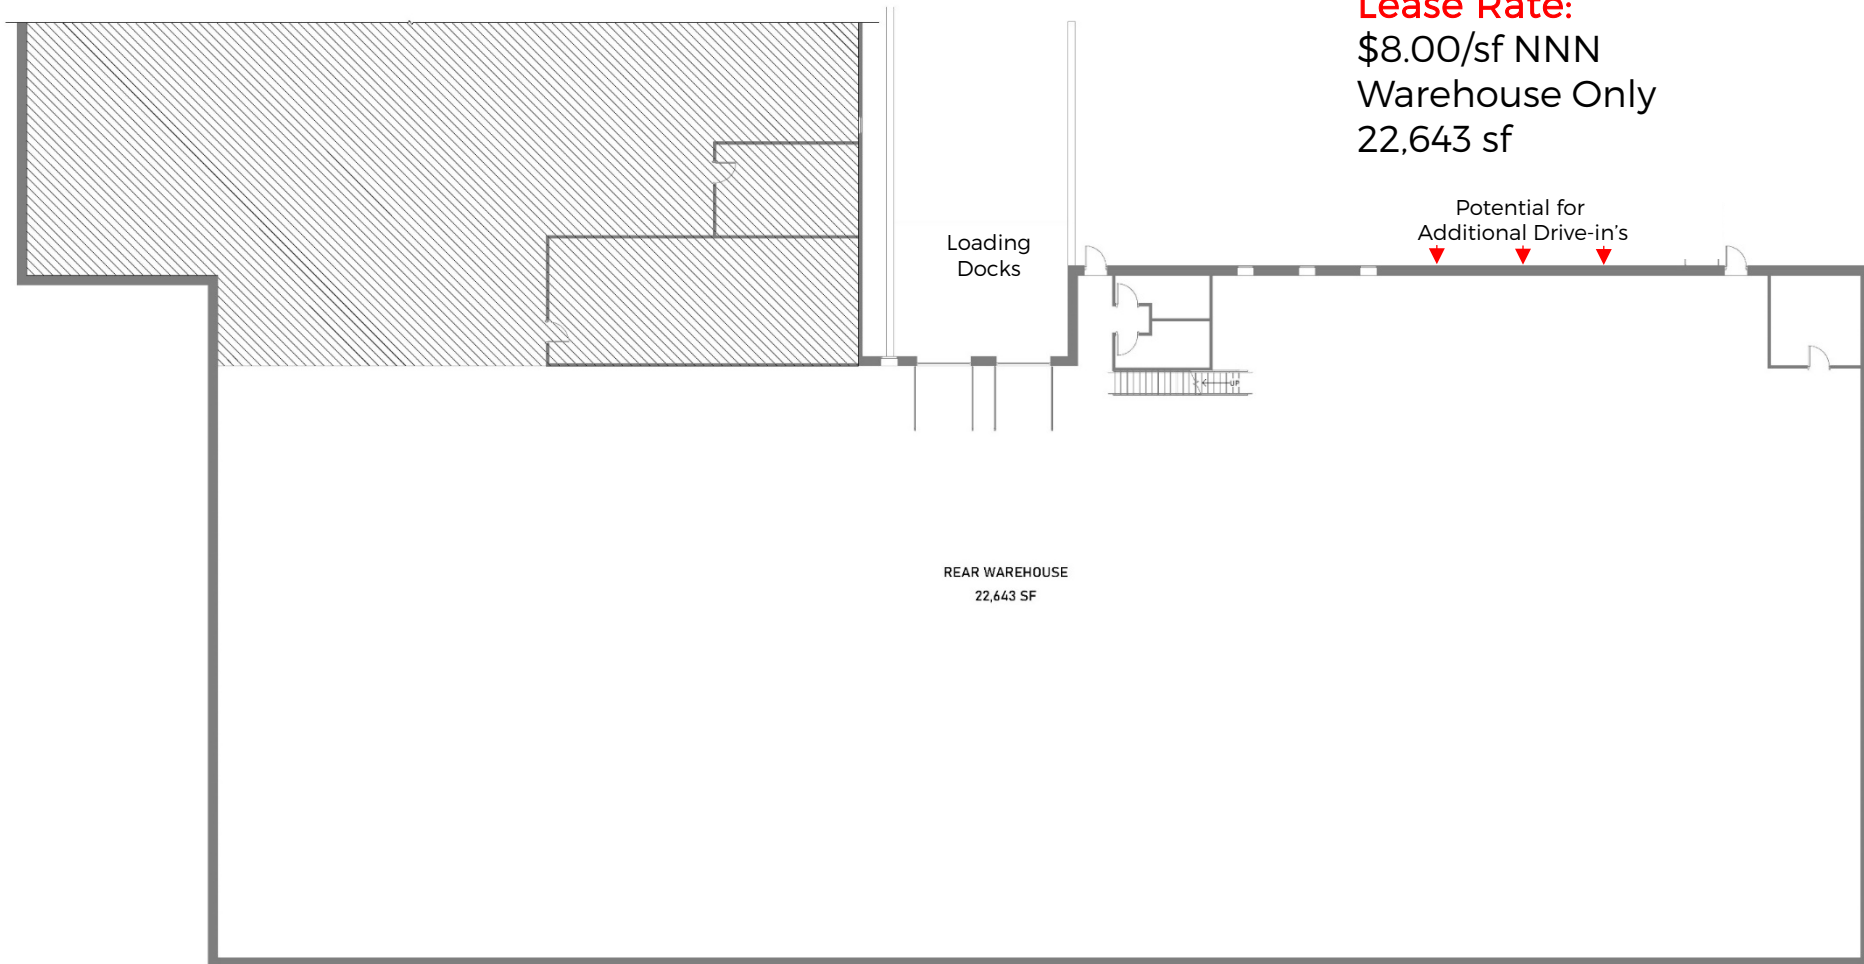 Lease Rate:
$8.00/sf NNN
Warehouse Only
22,643 sf
Potential for
Additional Drive-in's
Loading
Docks
UP
REAR WAREHOUSE
22,643 SF